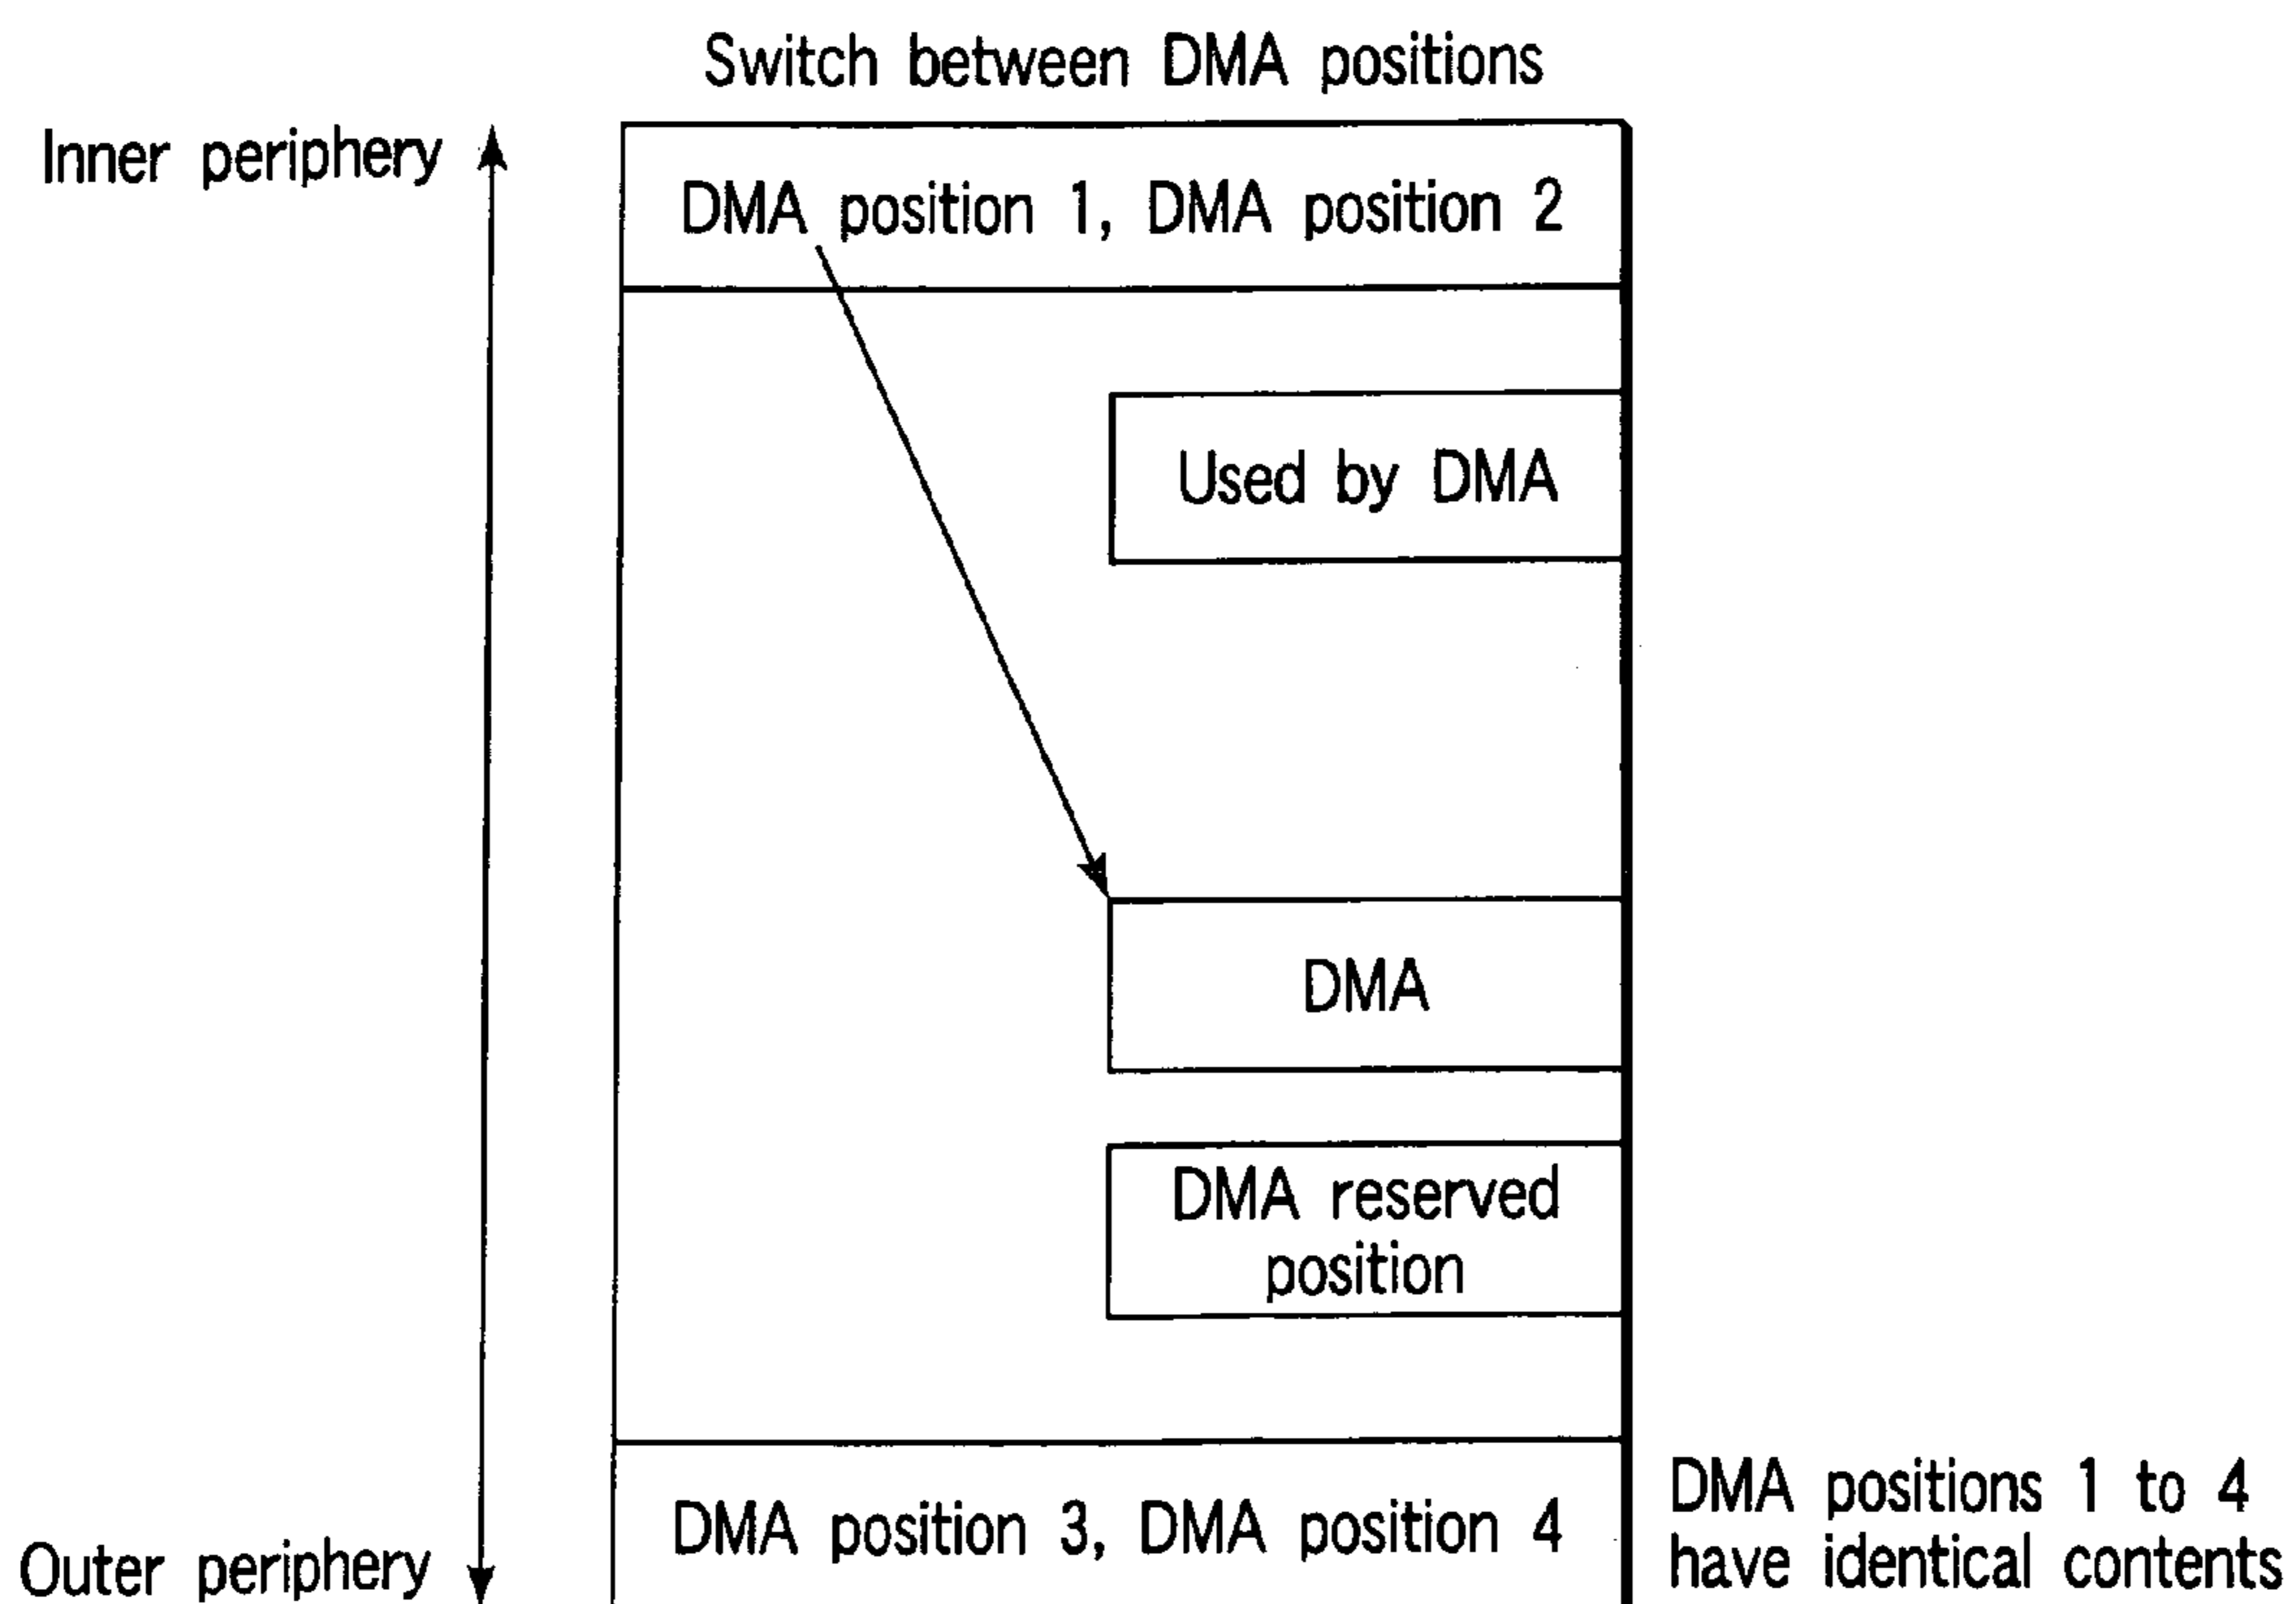 Switch between DMA positions
Inner periphery
DMA position 1, DMA position 2
Used by DMA
DMA
DMA reserved
position
DMA position 3, DMA position 4
DMA positions 1 to 4
have identical contents
Outer periphery